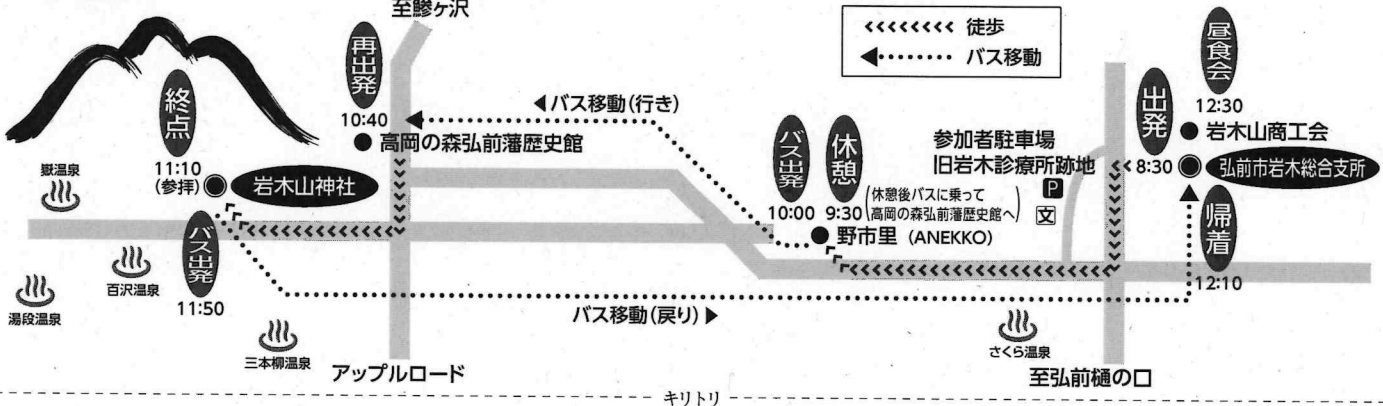 至鰺ヶ沢
<<<<<<<<< 徒歩
◀‥‥‥‥ バス移動
再出発
10:40
高岡の森弘前藩歴史館
◀バス移動(行き)
終点
11:10
(参拝)
岩木山神社
バス出発
11:50
嶽温泉
百沢温泉
湯段温泉
三本柳温泉
アップルロード
バス移動(戻り)▶
バス出発
10:00
休憩
9:30
(休憩後バスに乗って
高岡の森弘前藩歴史館へ)
野市里 (ANEKKO)
参加者駐車場
旧岩木診療所跡地
P
文
出発
8:30
昼食会
12:30
岩木山商工会
弘前市岩木総合支所
帰着
12:10
さくら温泉
至弘前樋の口
キリトリ